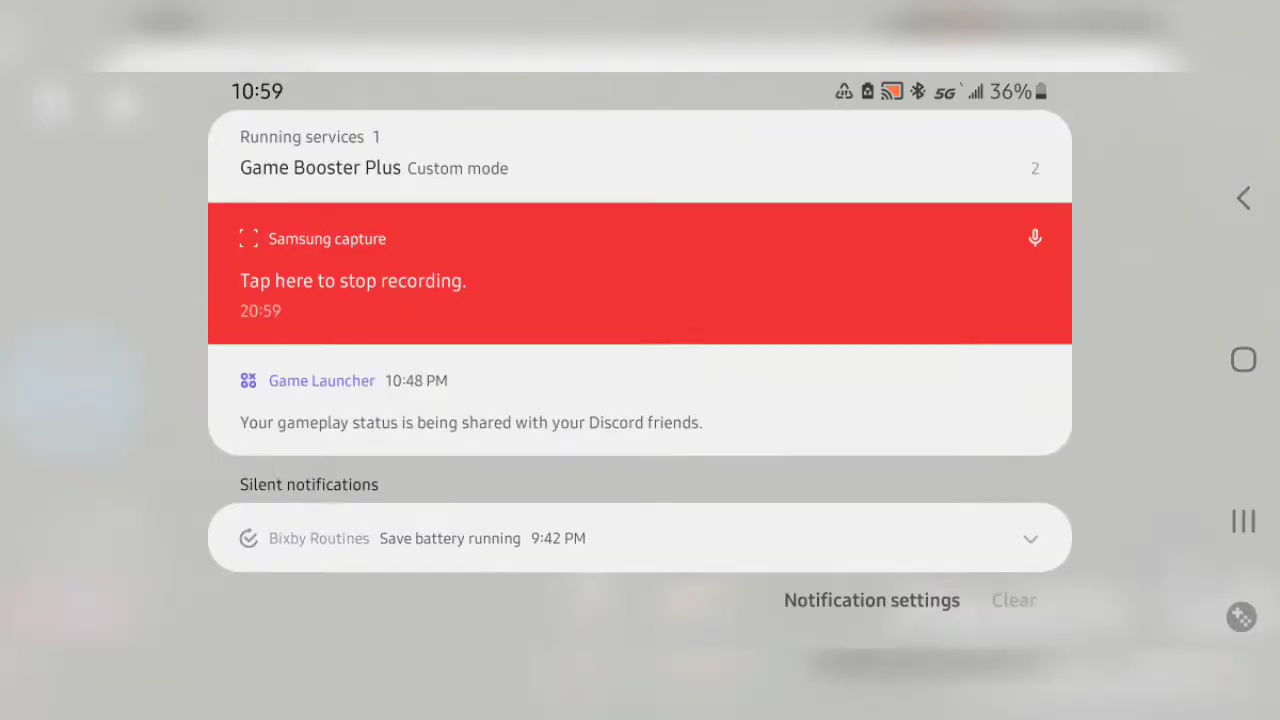 10:59 5G 36%
Running services 1
Game Booster Plus Custom mode 2
Samsung capture
Tap here to stop recording.
20:59
Game Launcher 10:48 PM
Your gameplay status is being shared with your Discord friends.
Silent notifications
Bixby Routines Save battery running 9:42 PM
Notification settings Clear